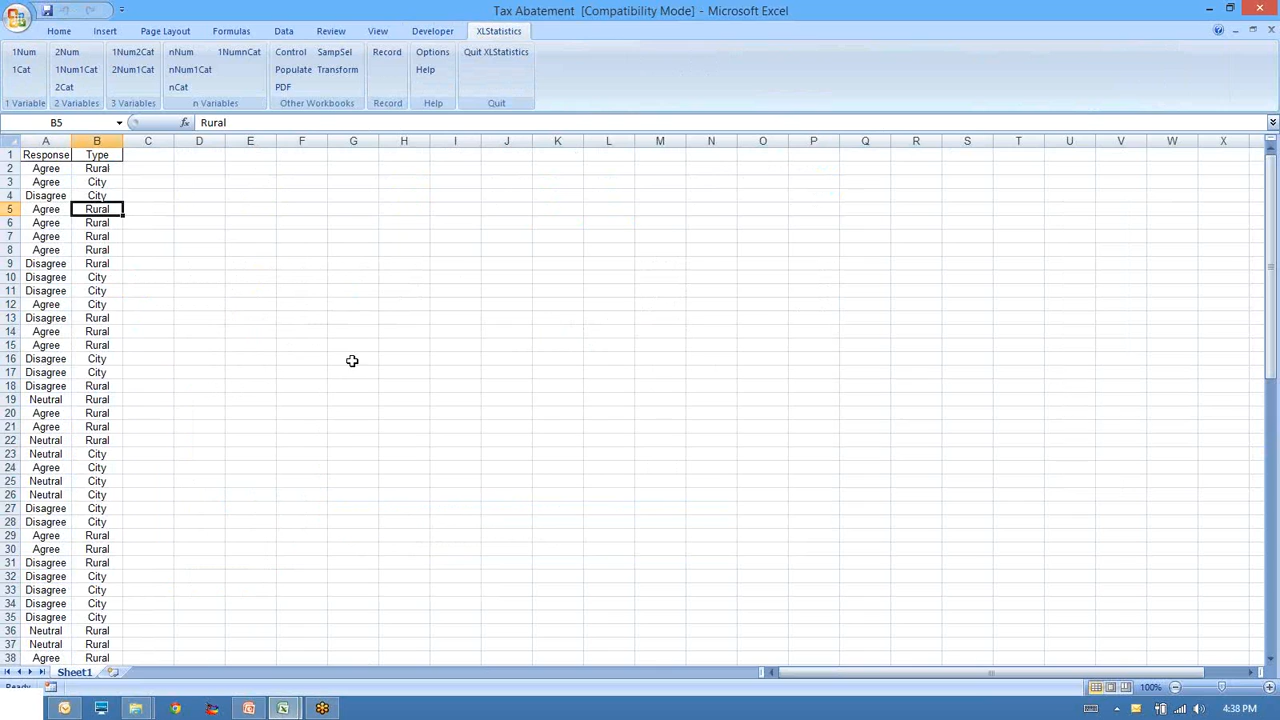 Tax Abatement [Compatibility Mode] - Microsoft Excel
Home Insert Page Layout Formulas Data Review View Developer XLStatistics
1Num 2Num 1Num2Cat nNum 1NumnCat Control SampSel Record Options Quit XLStatistics
1Cat 1Num1Cat 2Num1Cat nNum1Cat Populate Transform Help
2Cat nCat PDF
1 Variable 2 Variables 3 Variables n Variables Other Workbooks Record Help Quit
B5 fx Rural
A B C D E F G H I J K L M N O P Q R S T U V W X
1 Response Type
2 Agree Rural
3 Agree City
4 Disagree City
5 Agree Rural
6 Agree Rural
7 Agree Rural
8 Agree Rural
9 Disagree Rural
10 Disagree City
11 Disagree City
12 Agree City
13 Disagree Rural
14 Agree Rural
15 Agree Rural
16 Disagree City
17 Disagree City
18 Disagree Rural
19 Neutral Rural
20 Agree Rural
21 Agree Rural
22 Neutral Rural
23 Neutral City
24 Agree City
25 Neutral City
26 Neutral City
27 Disagree City
28 Disagree City
29 Agree Rural
30 Agree Rural
31 Disagree Rural
32 Disagree City
33 Disagree City
34 Disagree City
35 Disagree City
36 Neutral Rural
37 Neutral Rural
38 Agree Rural
Sheet1
Ready 100%
4:38 PM